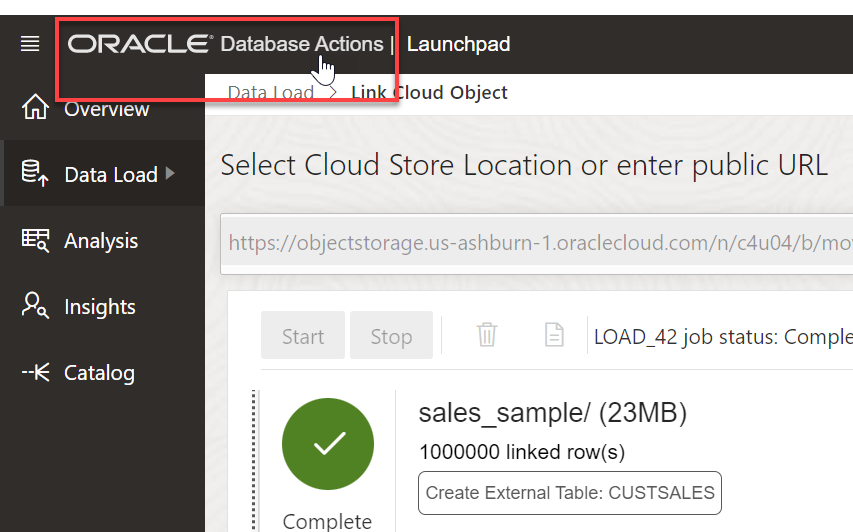 ORACLE® Database Actions | Launchpad
Data Load > Link Cloud Object
Overview
Data Load
Analysis
Insights
Catalog
Select Cloud Store Location or enter public URL
https://objectstorage.us-ashburn-1.oraclecloud.com/n/c4u04/b/mo
Start Stop LOAD_42 job status: Comple
sales_sample/ (23MB)
1000000 linked row(s)
Create External Table: CUSTSALES
Complete